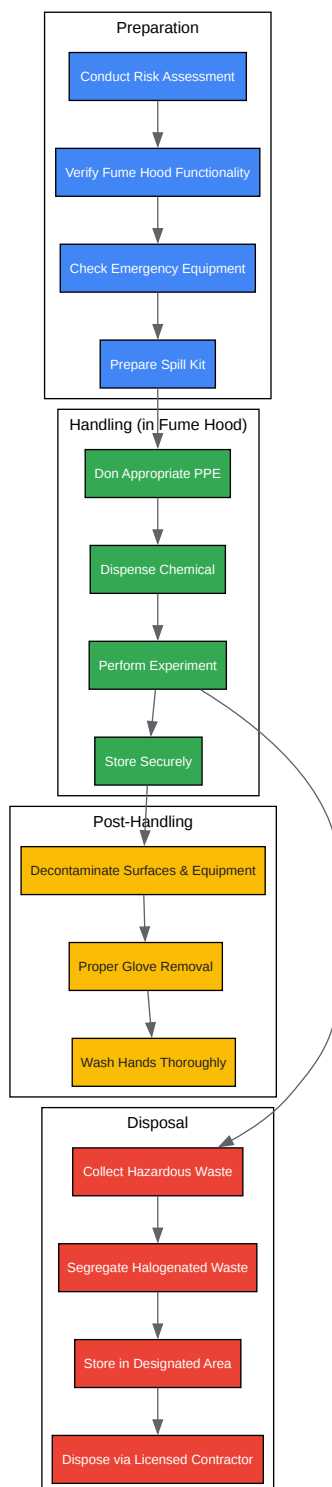 Preparation
Conduct Risk Assessment
Verify Fume Hood Functionality
Check Emergency Equipment
Prepare Spill Kit
Handling (in Fume Hood)
Don Appropriate PPE
Dispense Chemical
Perform Experiment
Store Securely
Post-Handling
Decontaminate Surfaces & Equipment
Proper Glove Removal
Wash Hands Thoroughly
Disposal
Collect Hazardous Waste
Segregate Halogenated Waste
Store in Designated Area
Dispose via Licensed Contractor